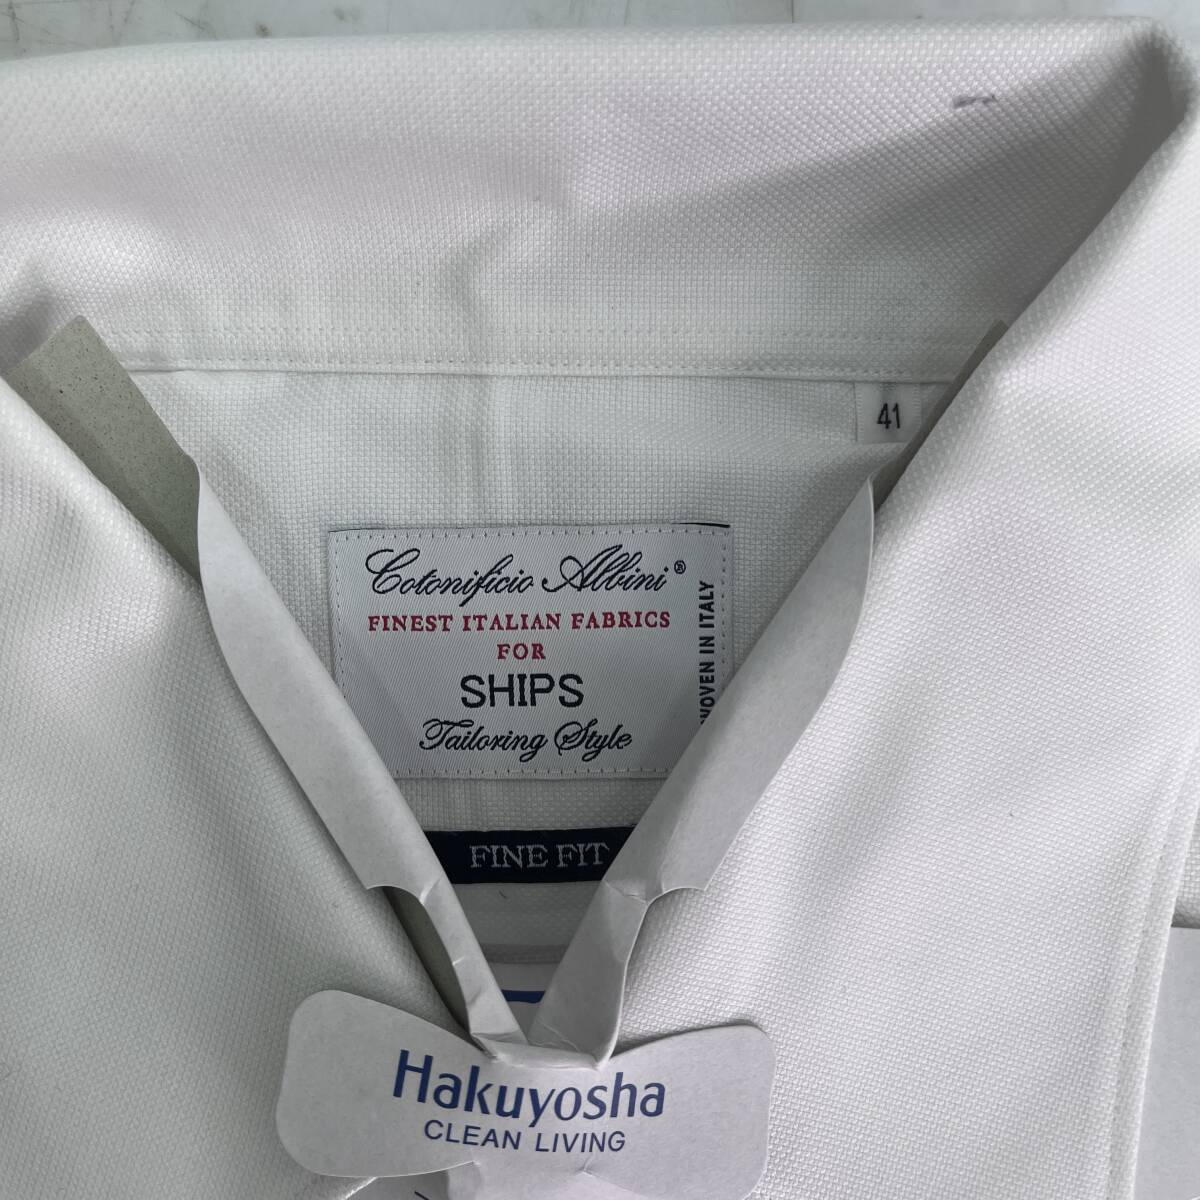 41
Cotonificio Albini®
FINEST ITALIAN FABRICS
FOR
SHIPS
Tailoring Style
WOVEN IN ITALY
FINE FIT
Hakuyosha
CLEAN LIVING